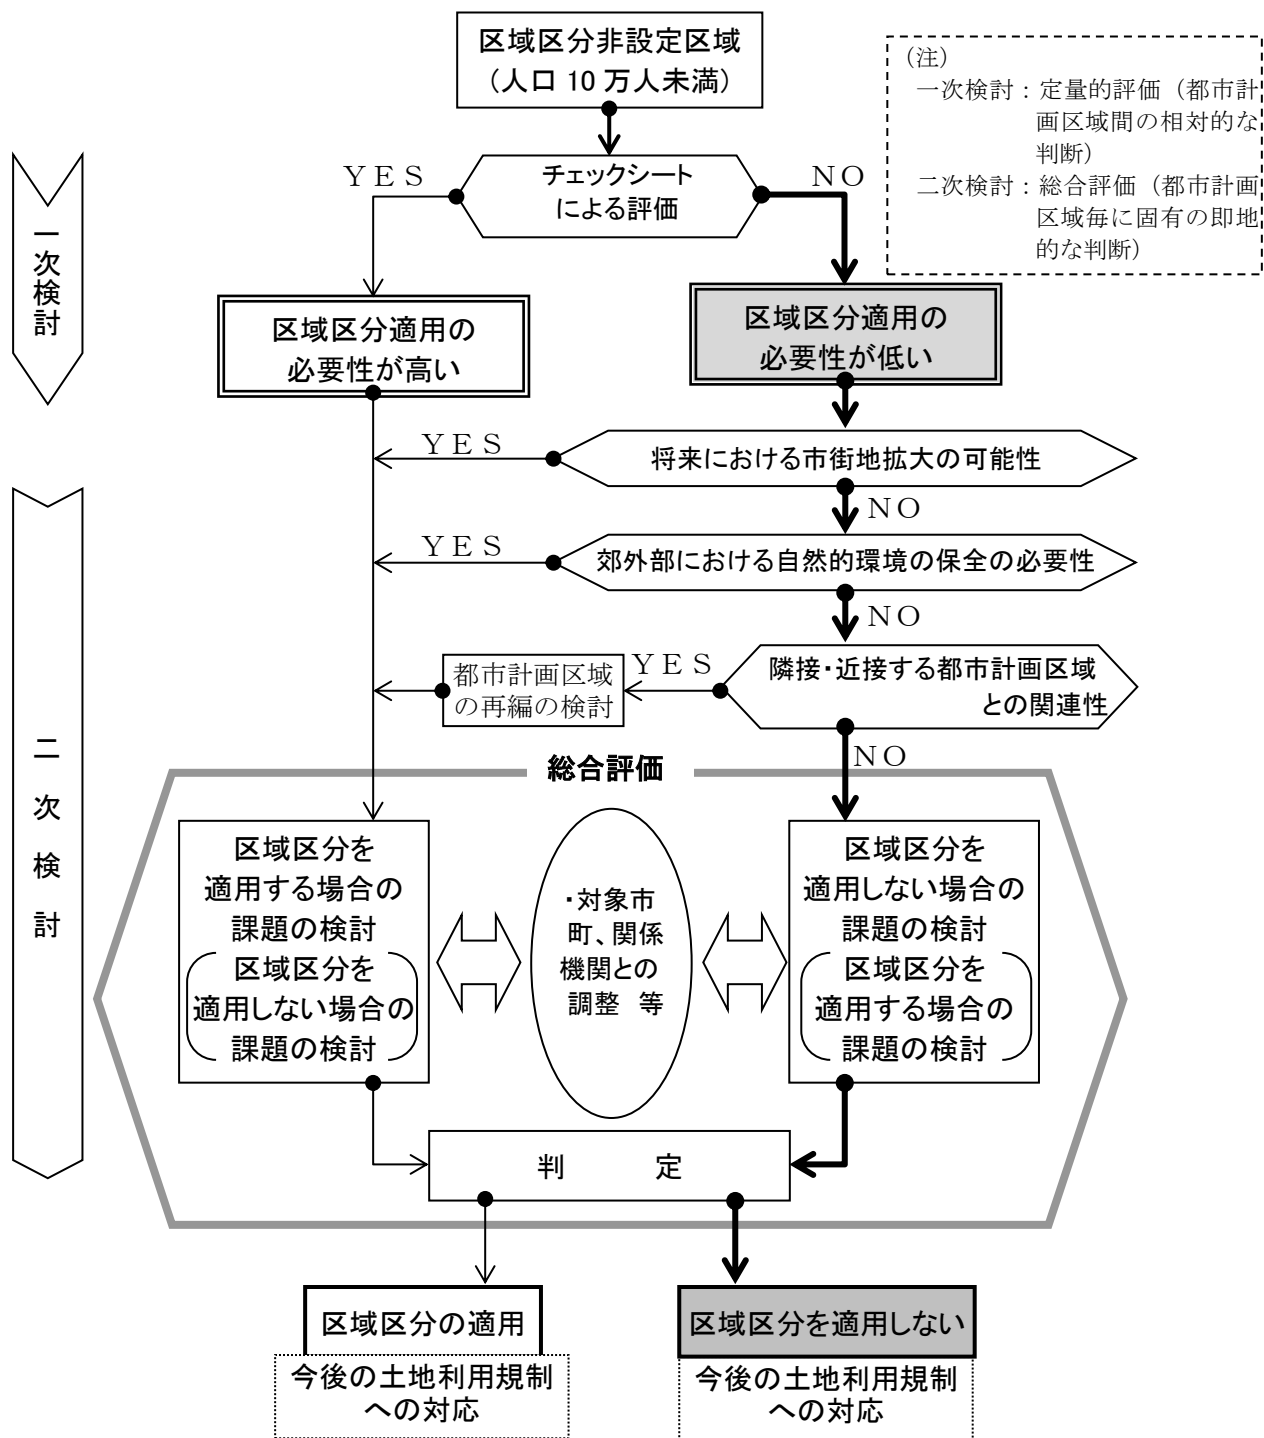 区域区分非設定区域
（人口 10 万人未満）
（注）
一次検討：定量的評価（都市計
画区域間の相対的な
判断）
二次検討：総合評価（都市計画
区域毎に固有の即地
的な判断）
一次検討
チェックシート
による評価
ＹＥＳ
ＮＯ
区域区分適用の
必要性が高い
区域区分適用の
必要性が低い
将来における市街地拡大の可能性
ＹＥＳ
ＮＯ
郊外部における自然的環境の保全の必要性
ＹＥＳ
ＮＯ
隣接・近接する都市計画区域
との関連性
ＹＥＳ
都市計画区域
の再編の検討
ＮＯ
二次検討
総合評価
区域区分を
適用する場合の
課題の検討
区域区分を
適用しない場合の
課題の検討
・対象市
町、関係
機関との
調整　等
区域区分を
適用しない場合の
課題の検討
区域区分を
適用する場合の
課題の検討
判　　定
区域区分の適用
今後の土地利用規制
への対応
区域区分を適用しない
今後の土地利用規制
への対応